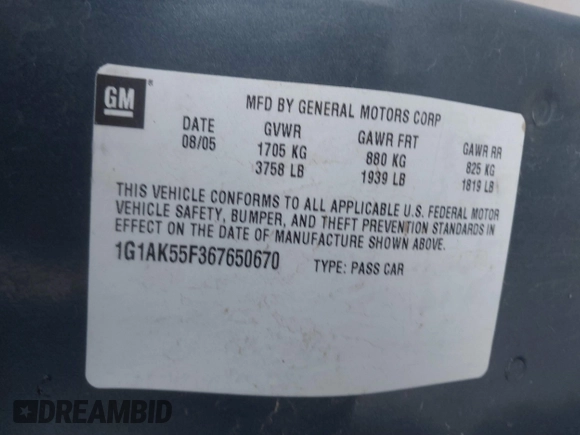 GM ®
MFD BY GENERAL MOTORS CORP
DATE GVWR GAWR FRT GAWR RR
08/05 1705 KG 880 KG 825 KG
3758 LB 1939 LB 1819 LB
THIS VEHICLE CONFORMS TO ALL APPLICABLE U.S. FEDERAL MOTOR
VEHICLE SAFETY, BUMPER, AND THEFT PREVENTION STANDARDS IN
EFFECT ON THE DATE OF MANUFACTURE SHOWN ABOVE.
1G1AK55F367650670 TYPE: PASS CAR
DREAMBID